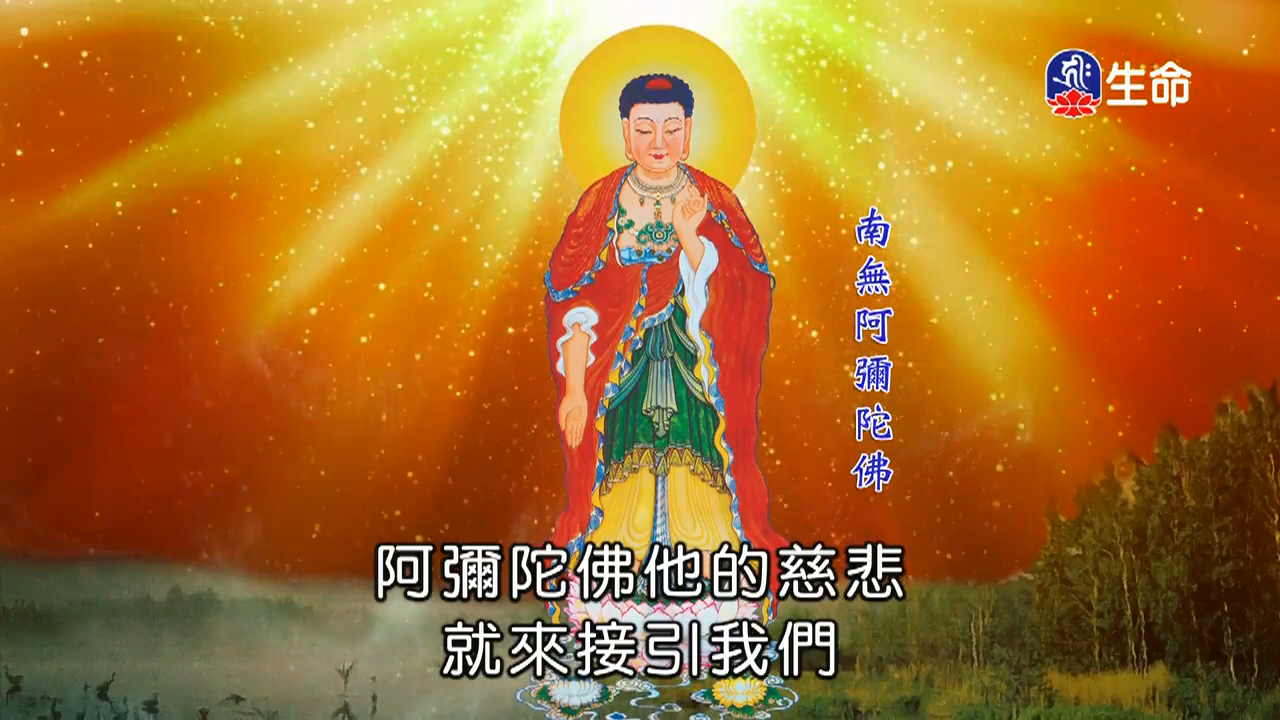 生命
南無阿彌陀佛
阿彌陀佛他的慈悲
就來接引我們